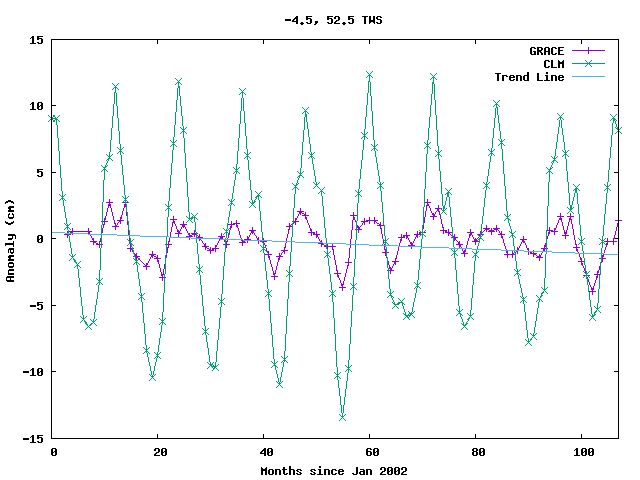 -4.5, 52.5 TWS
15
10
5
0
-5
-10
-15
Anomaly (cm)
GRACE
CLM
Trend Line
0 20 40 60 80 100
Months since Jan 2002